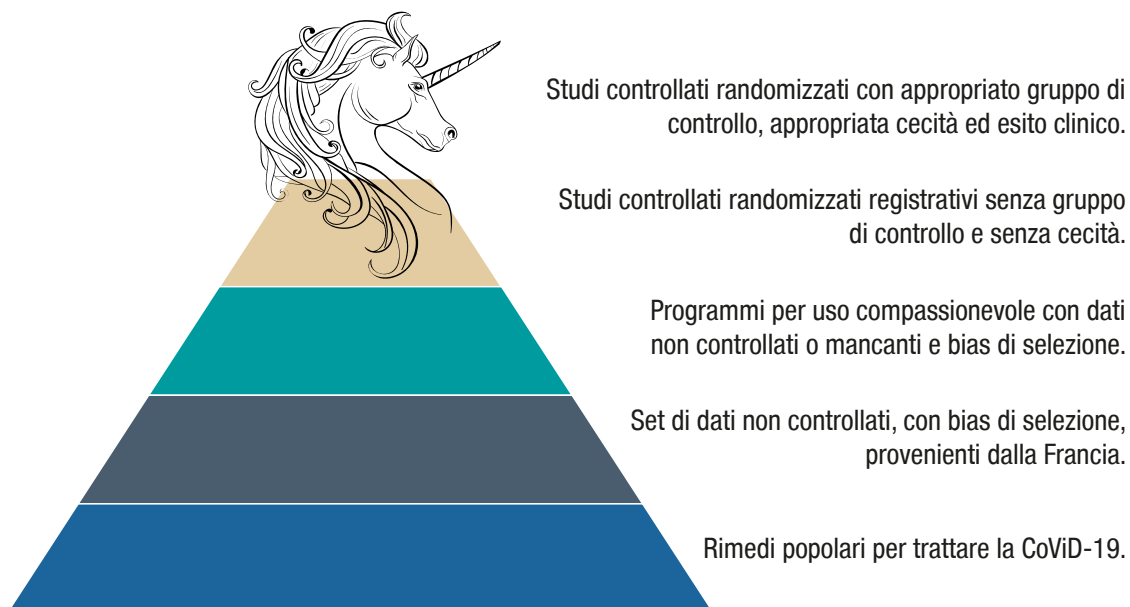 Studi controllati randomizzati con appropriato gruppo di
controllo, appropriata cecità ed esito clinico.
Studi controllati randomizzati registrativi senza gruppo
di controllo e senza cecità.
Programmi per uso compassionevole con dati
non controllati o mancanti e bias di selezione.
Set di dati non controllati, con bias di selezione,
provenienti dalla Francia.
Rimedi popolari per trattare la CoViD-19.